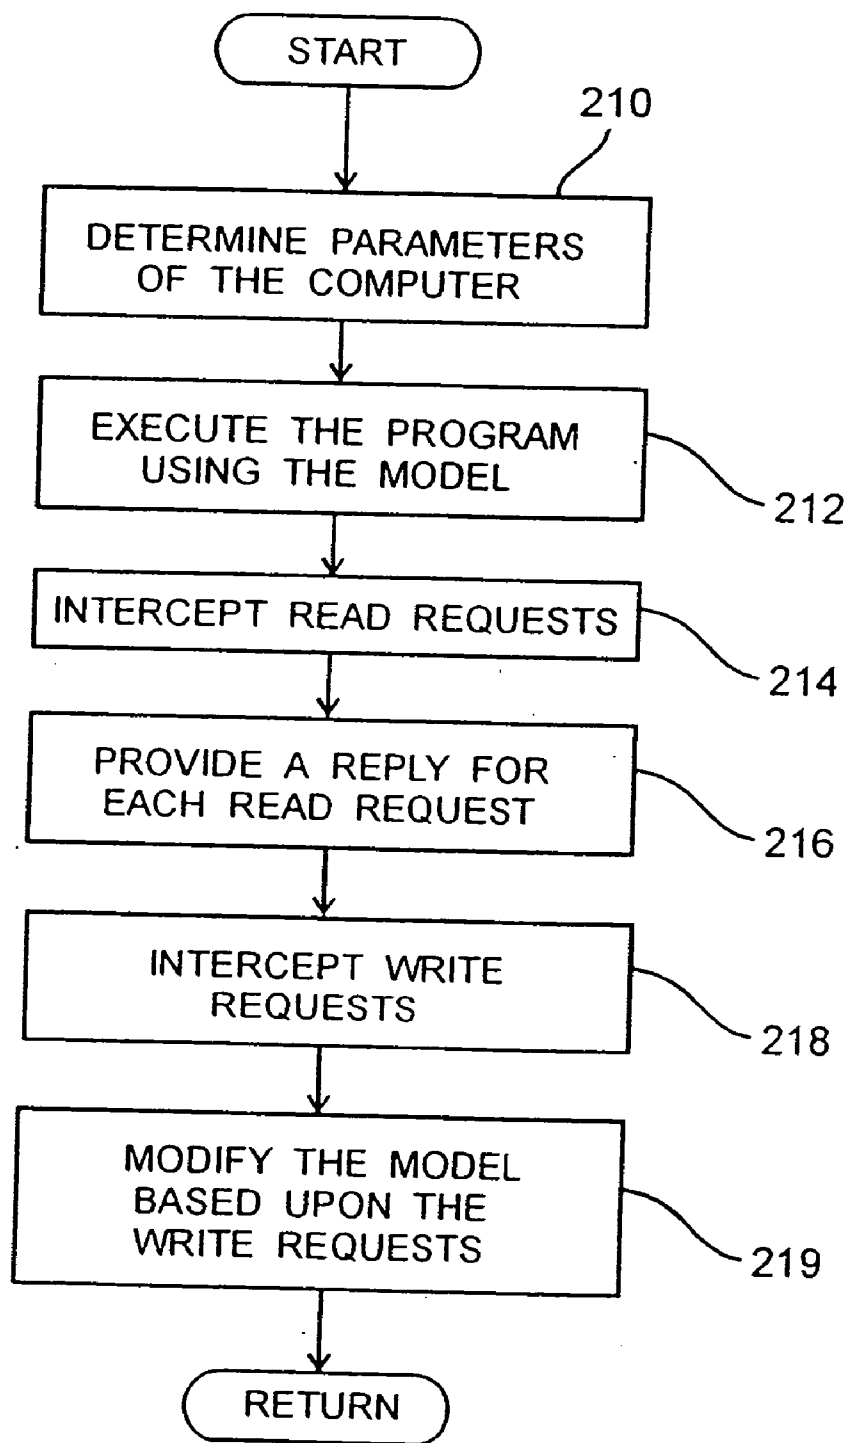 START
210
DETERMINE PARAMETERS
OF THE COMPUTER
EXECUTE THE PROGRAM
USING THE MODEL
212
INTERCEPT READ REQUESTS
214
PROVIDE A REPLY FOR
EACH READ REQUEST
216
INTERCEPT WRITE
REQUESTS
218
MODIFY THE MODEL
BASED UPON THE
WRITE REQUESTS
219
RETURN